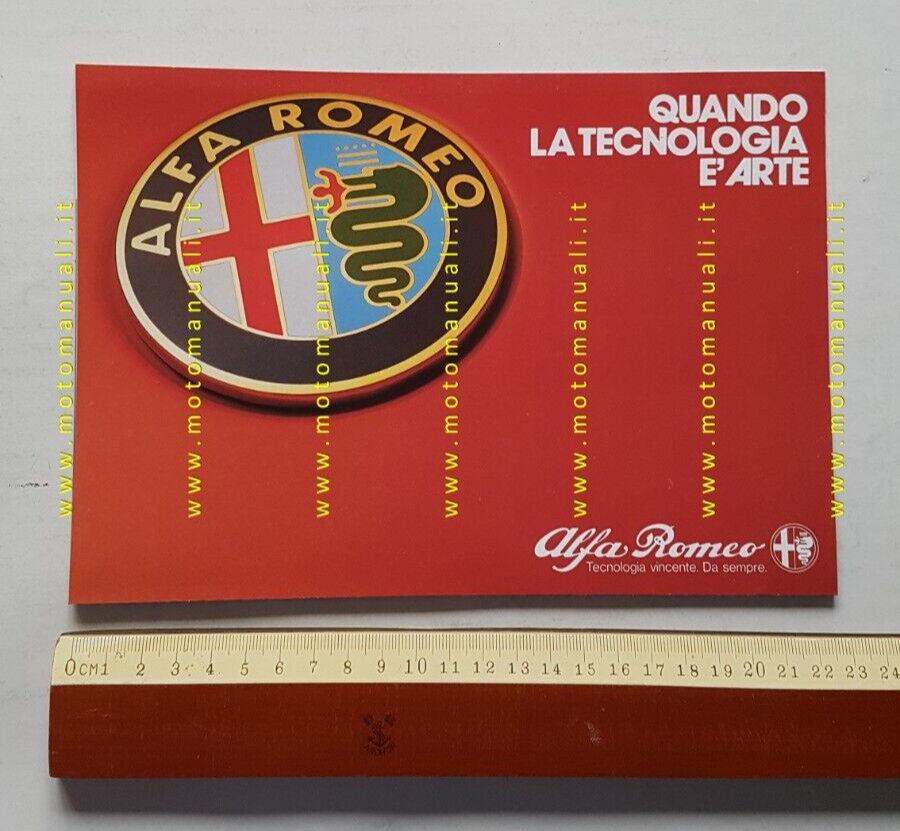 ALFA ROMEO
QUANDO
LA TECNOLOGIA
E' ARTE
www.motomanuali.it
www.motomanuali.it
www.motomanuali.it
www.motomanuali.it
www.motomanuali.it
www.motomanuali.it
www.motomanuali.it
Alfa Romeo
Tecnologia vincente. Da sempre.
0 CM 1 2 3 4 5 6 7 8 9 10 11 12 13 14 15 16 17 18 19 20 21 22 23 24